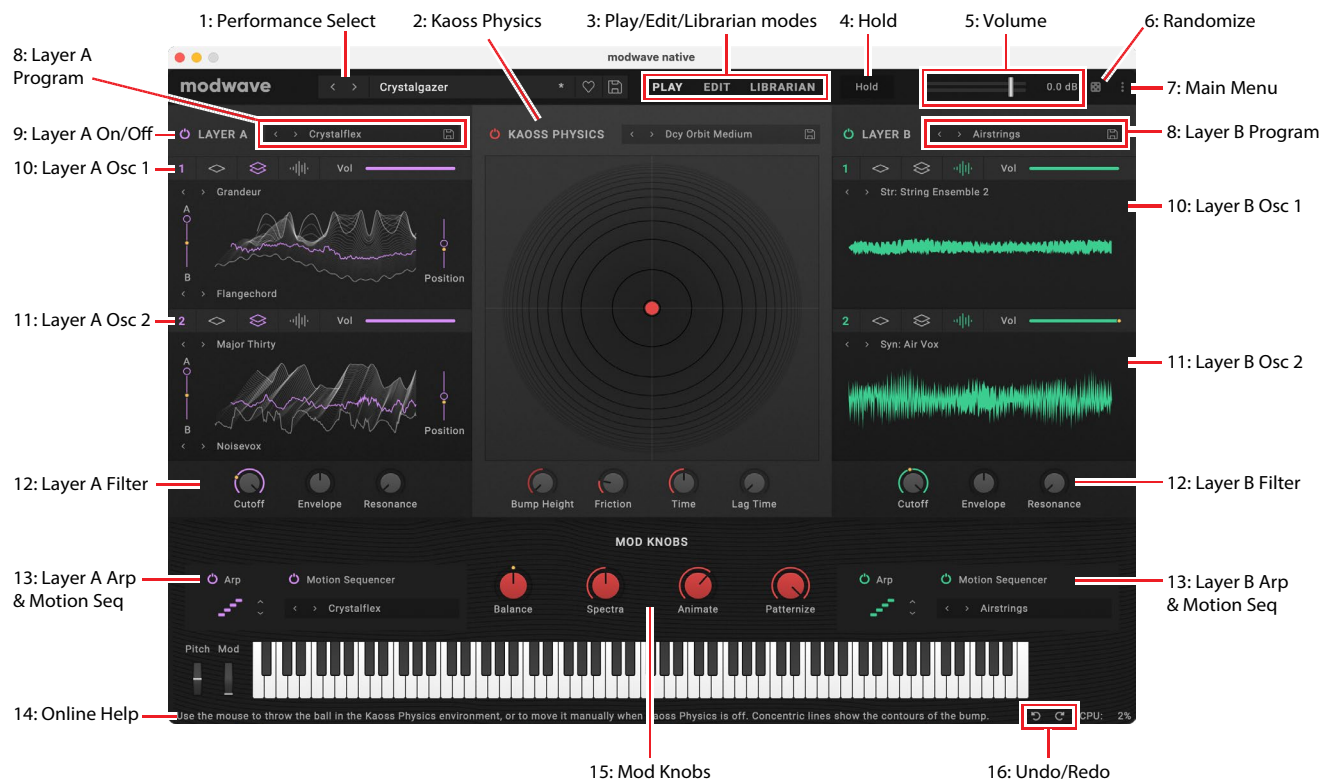 1: Performance Select
2: Kaoss Physics
3: Play/Edit/Librarian modes
4: Hold
5: Volume
6: Randomize
8: Layer A
Program
modwave native
modwave
Crystalgazer
*
PLAY EDIT LIBRARIAN
Hold
0.0 dB
7: Main Menu
9: Layer A On/Off
LAYER A
Crystalflex
KAOSS PHYSICS
Dcy Orbit Medium
LAYER B
Airstrings
8: Layer B Program
10: Layer A Osc 1
1
Vol
1
Vol
Grandeur
A
B
Position
Flangechord
Str: String Ensemble 2
10: Layer B Osc 1
11: Layer A Osc 2
2
Vol
2
Vol
Major Thirty
A
B
Position
Noisevox
Syn: Air Vox
11: Layer B Osc 2
12: Layer A Filter
Cutoff
Envelope
Resonance
Bump Height
Friction
Time
Lag Time
Cutoff
Envelope
Resonance
12: Layer B Filter
MOD KNOBS
13: Layer A Arp
& Motion Seq
Arp
Motion Sequencer
Crystalflex
Balance
Spectra
Animate
Patternize
Arp
Motion Sequencer
Airstrings
13: Layer B Arp
& Motion Seq
Pitch Mod
14: Online Help
Use the mouse to throw the ball in the Kaoss Physics environment, or to move it manually when Kaoss Physics is off. Concentric lines show the contours of the bump.
CPU: 2%
15: Mod Knobs
16: Undo/Redo